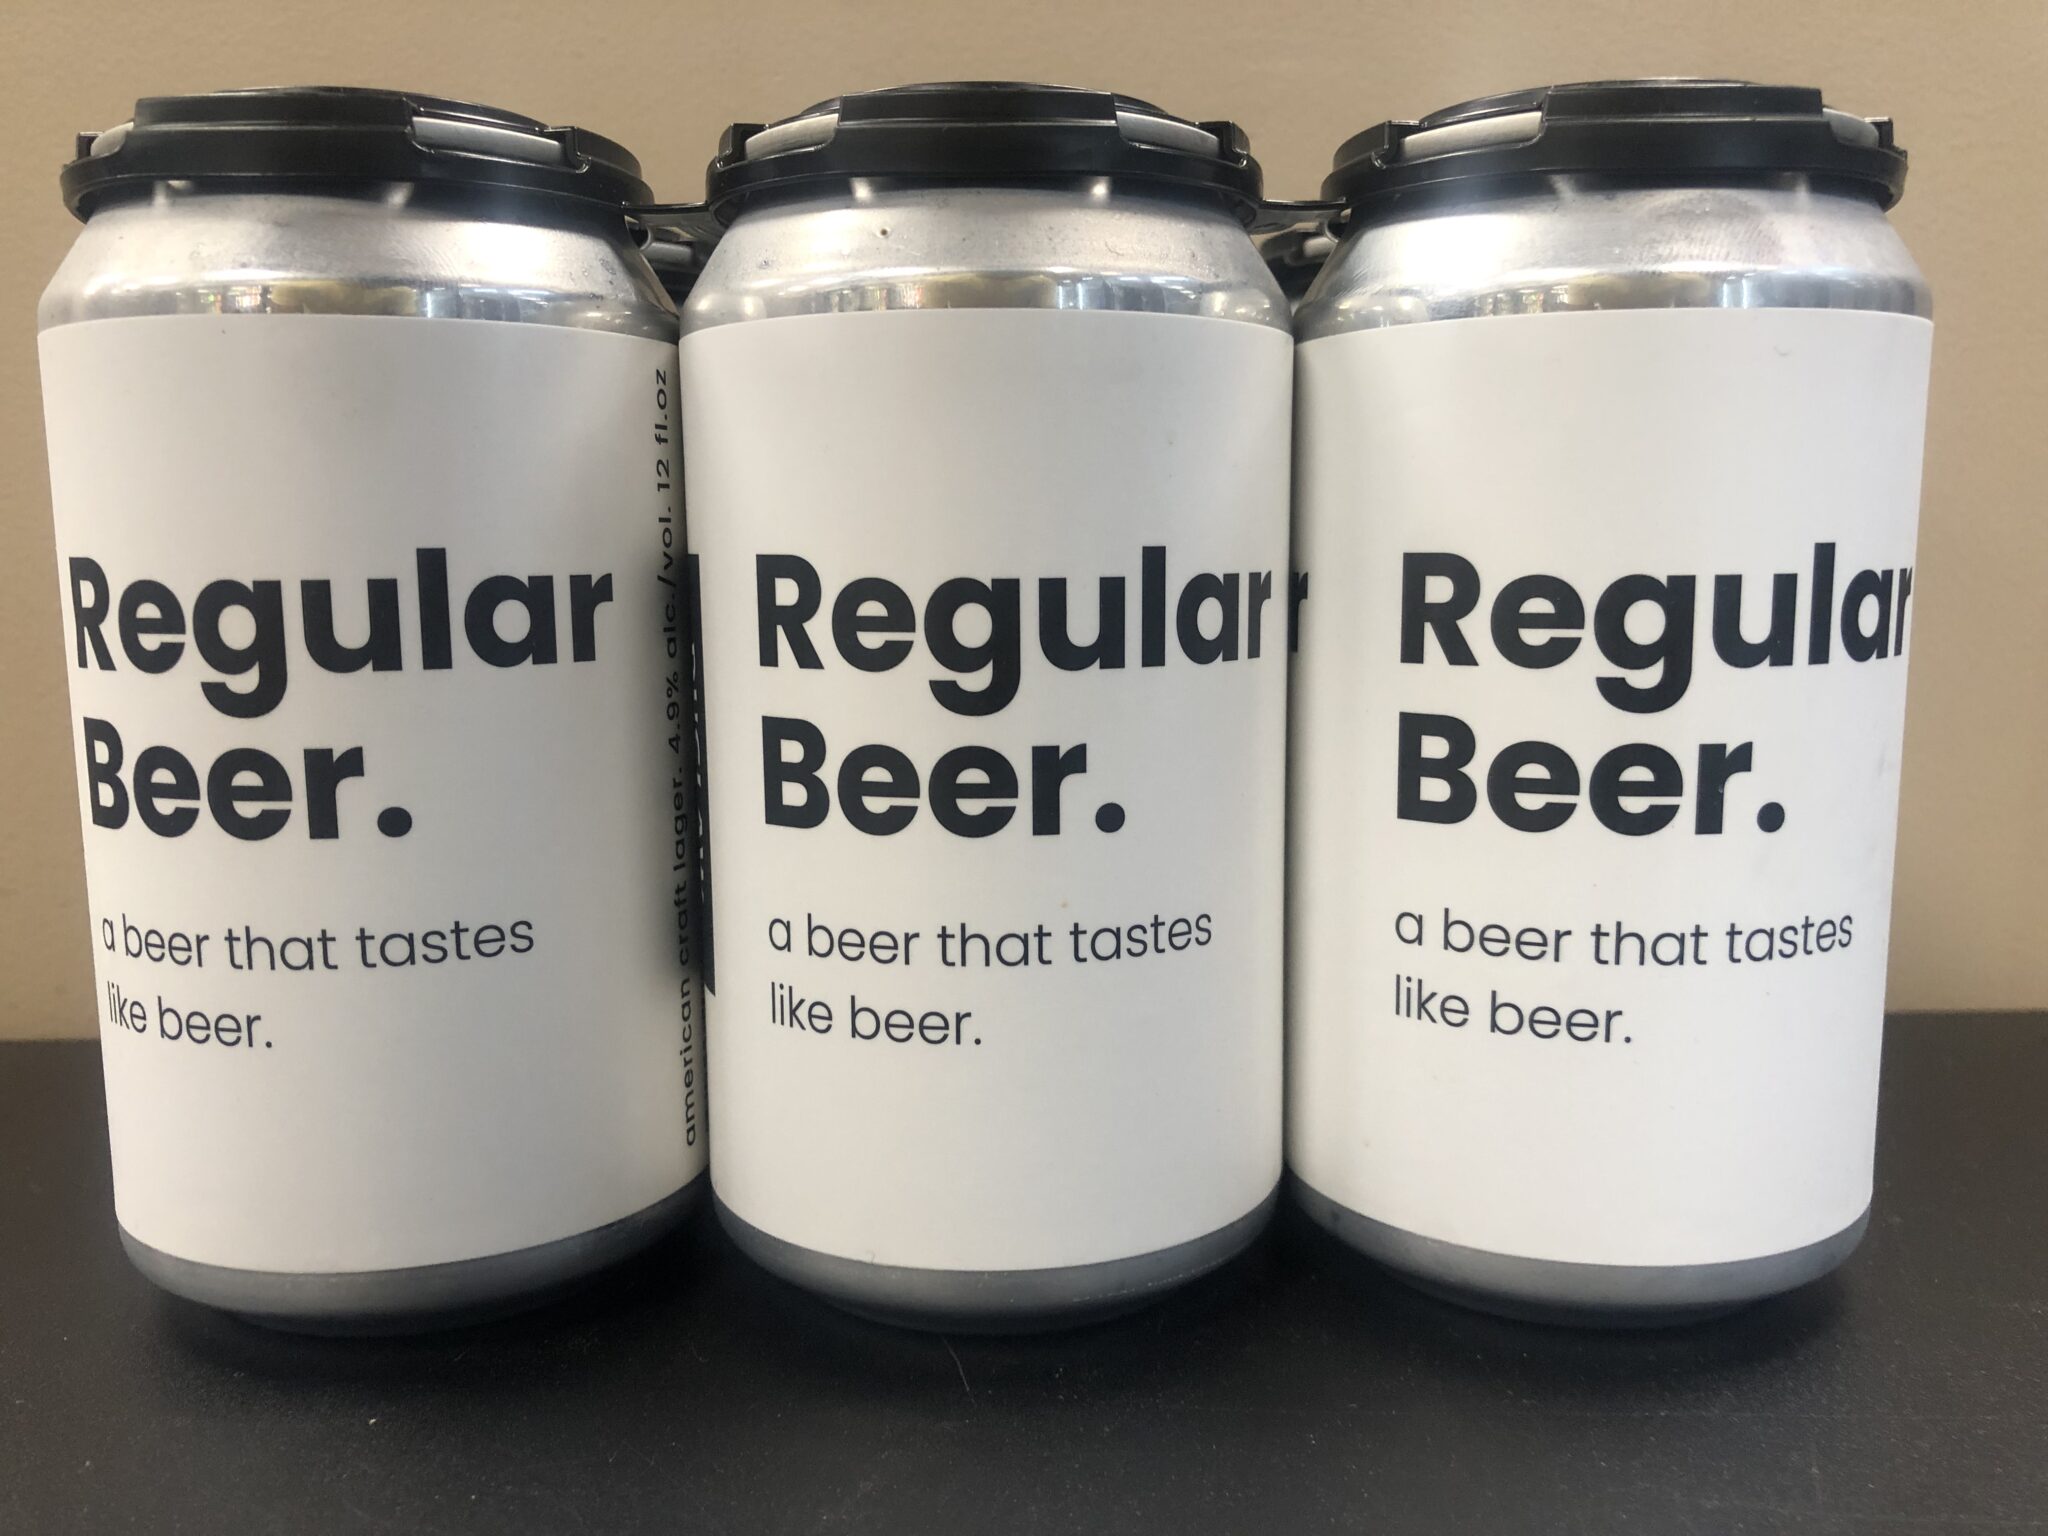 Regular
Beer.
a beer that tastes
like beer.
american craft lager. 4.9% alc./vol. 12 fl.oz
Regular
Beer.
a beer that tastes
like beer.
r
Regular
Beer.
a beer that tastes
like beer.